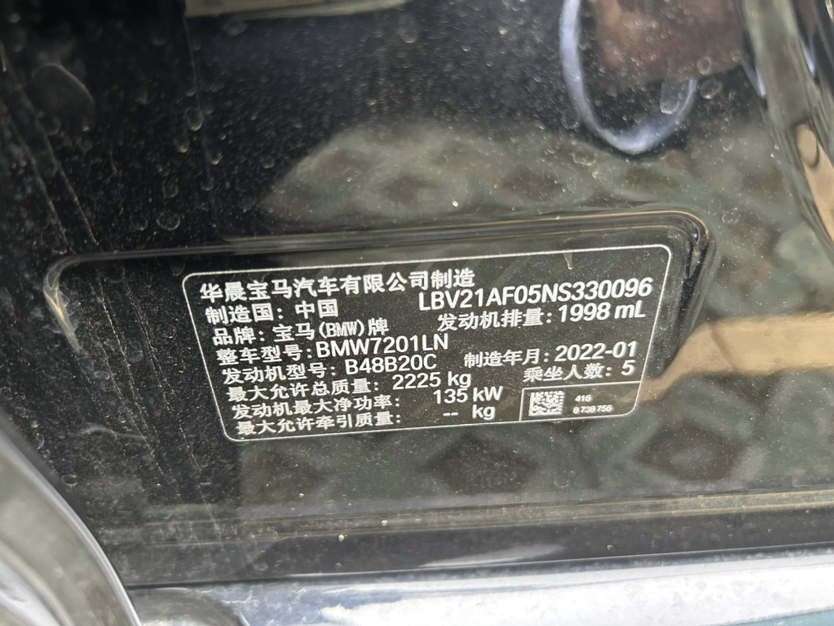 华晨宝马汽车有限公司制造
制造国: 中国 LBV21AF05NS330096
品牌: 宝马(BMW)牌 发动机排量: 1998 mL
整车型号: BMW7201LN
发动机型号: B48B20C 制造年月: 2022-01
最大允许总质量: 2225 kg 乘坐人数: 5
发动机最大净功率: 135 kW
最大允许牵引质量: -- kg
416
8 738 756